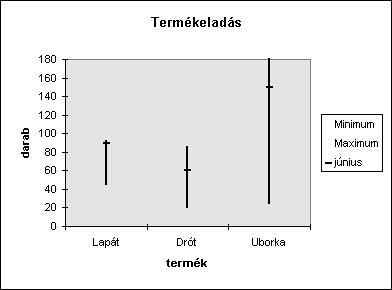 Termékeladás
180
160
140
120
100
80
60
40
20
0
darab
Lapát Drót Uborka
termék
Minimum
Maximum
június